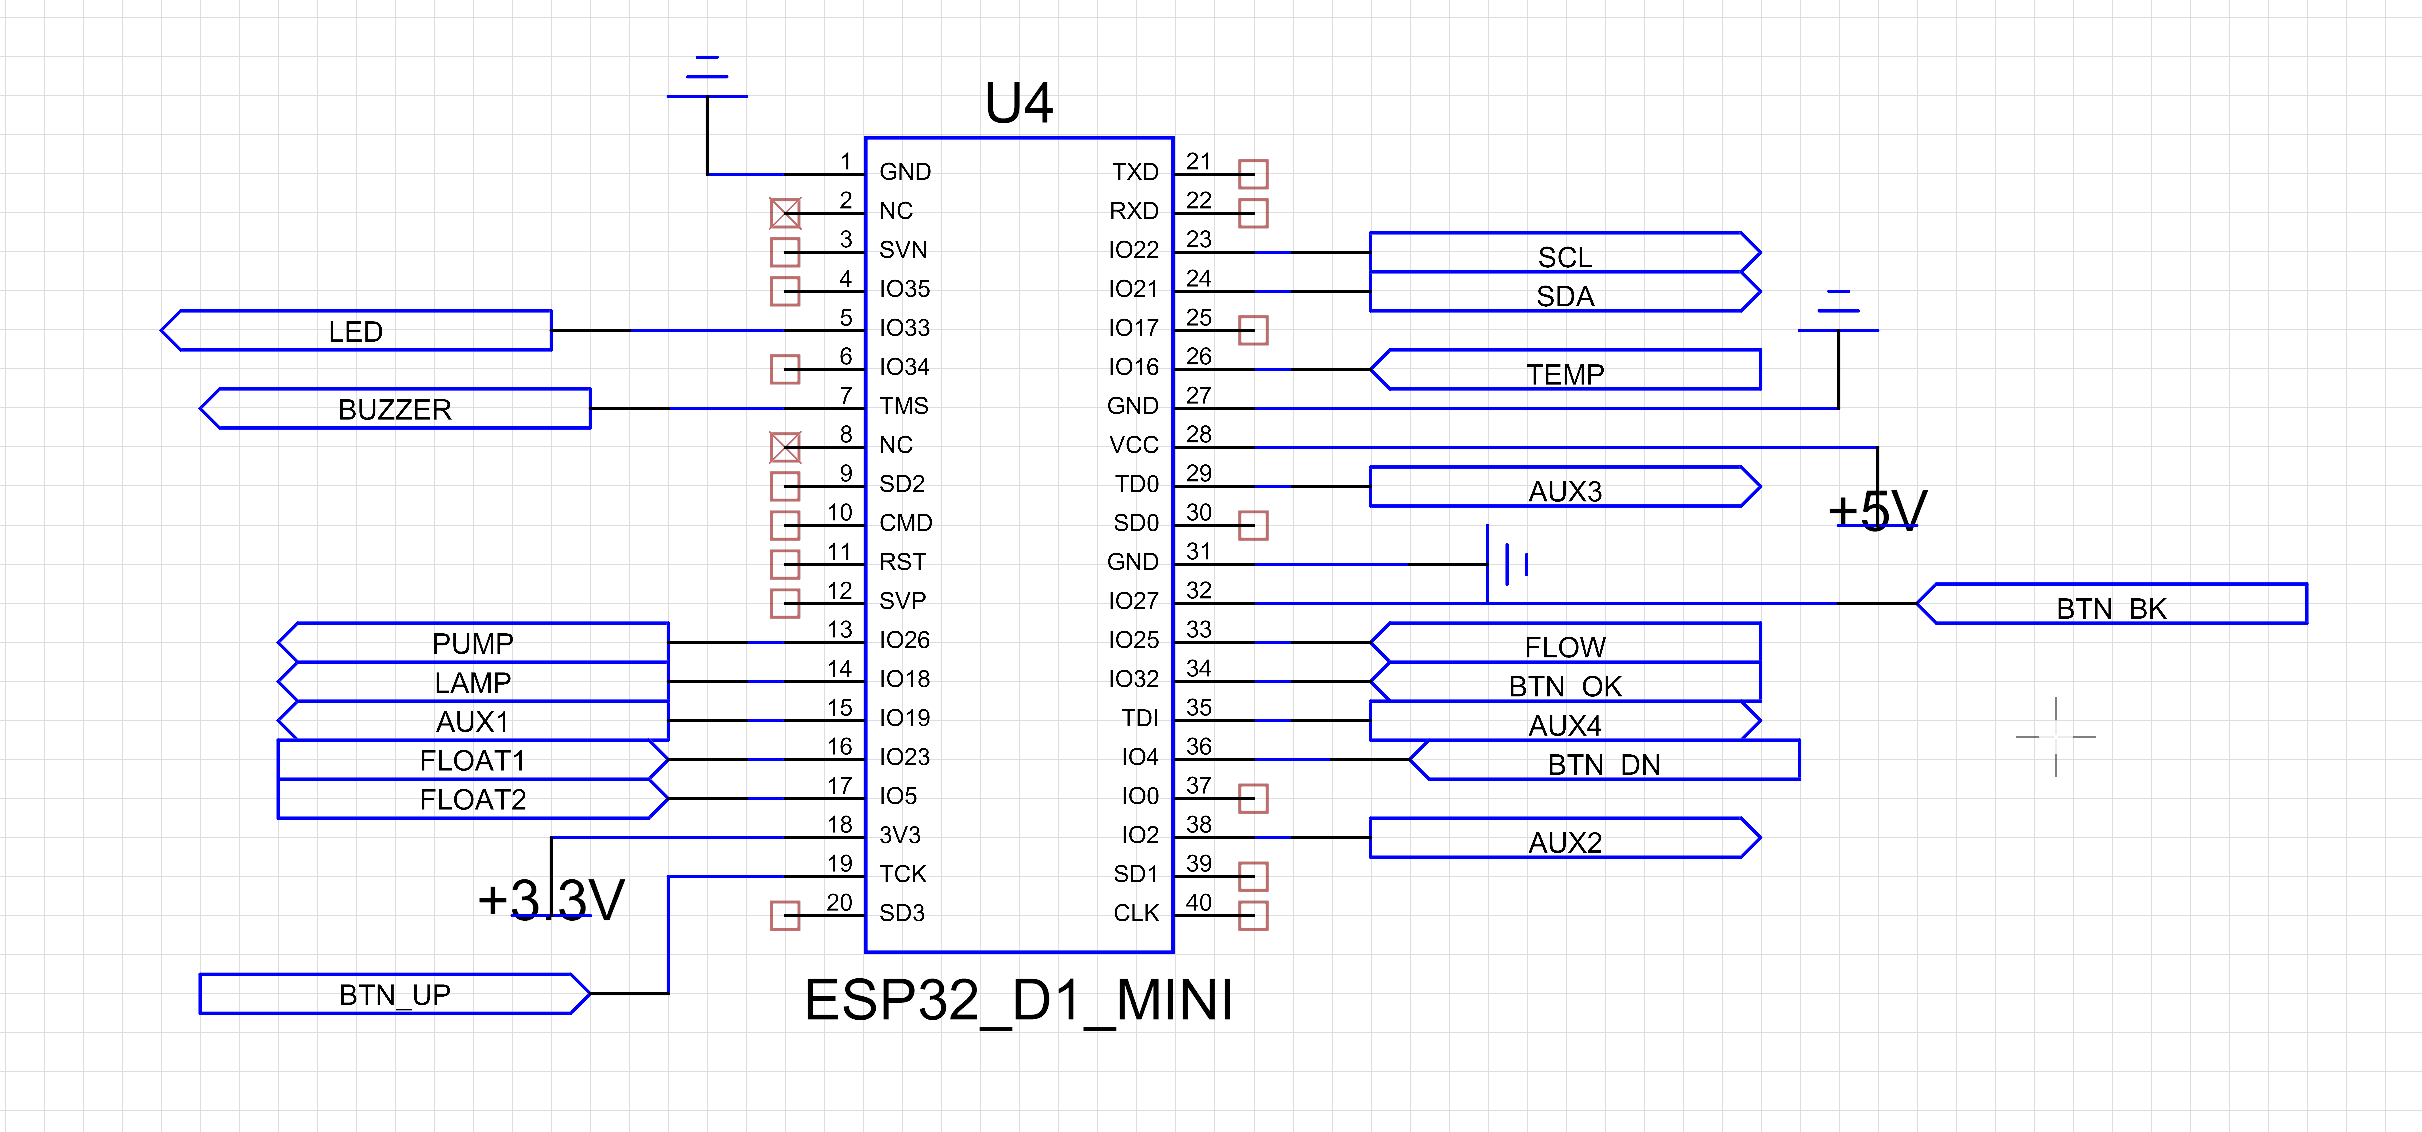 U4
1 GND
2 NC
3 SVN
4 IO35
LED 5 IO33
6 IO34
BUZZER 7 TMS
8 NC
9 SD2
10 CMD
11 RST
12 SVP
PUMP 13 IO26
LAMP 14 IO18
AUX1 15 IO19
FLOAT1 16 IO23
FLOAT2 17 IO5
18 3V3
+3.3V
19 TCK
20 SD3
BTN_UP
TXD 21
RXD 22
IO22 23 SCL
IO21 24 SDA
IO17 25
IO16 26 TEMP
GND 27
VCC 28
+5V
TD0 29 AUX3
SD0 30
GND 31
IO27 32 BTN_BK
IO25 33 FLOW
IO32 34 BTN_OK
TDI 35 AUX4
IO4 36 BTN_DN
IO0 37
IO2 38 AUX2
SD1 39
CLK 40
ESP32_D1_MINI